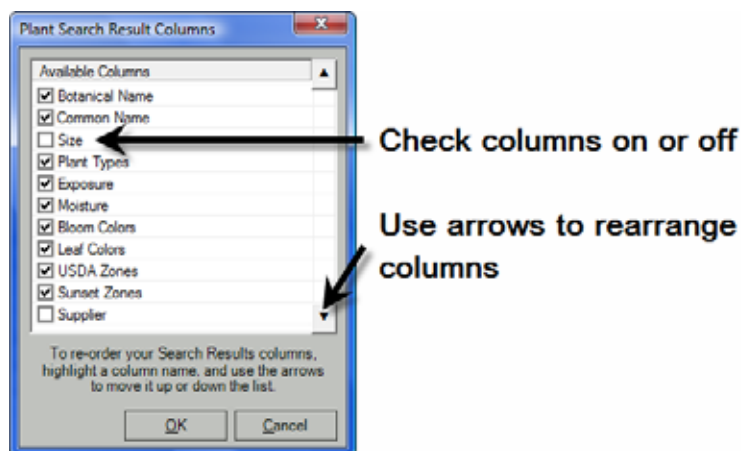 Plant Search Result Columns
Available Columns
Botanical Name
Common Name
Size
Plant Types
Exposure
Moisture
Bloom Colors
Leaf Colors
USDA Zones
Sunset Zones
Supplier
To re-order your Search Results columns,
highlight a column name, and use the arrows
to move it up or down the list.
OK
Cancel
Check columns on or off
Use arrows to rearrange
columns